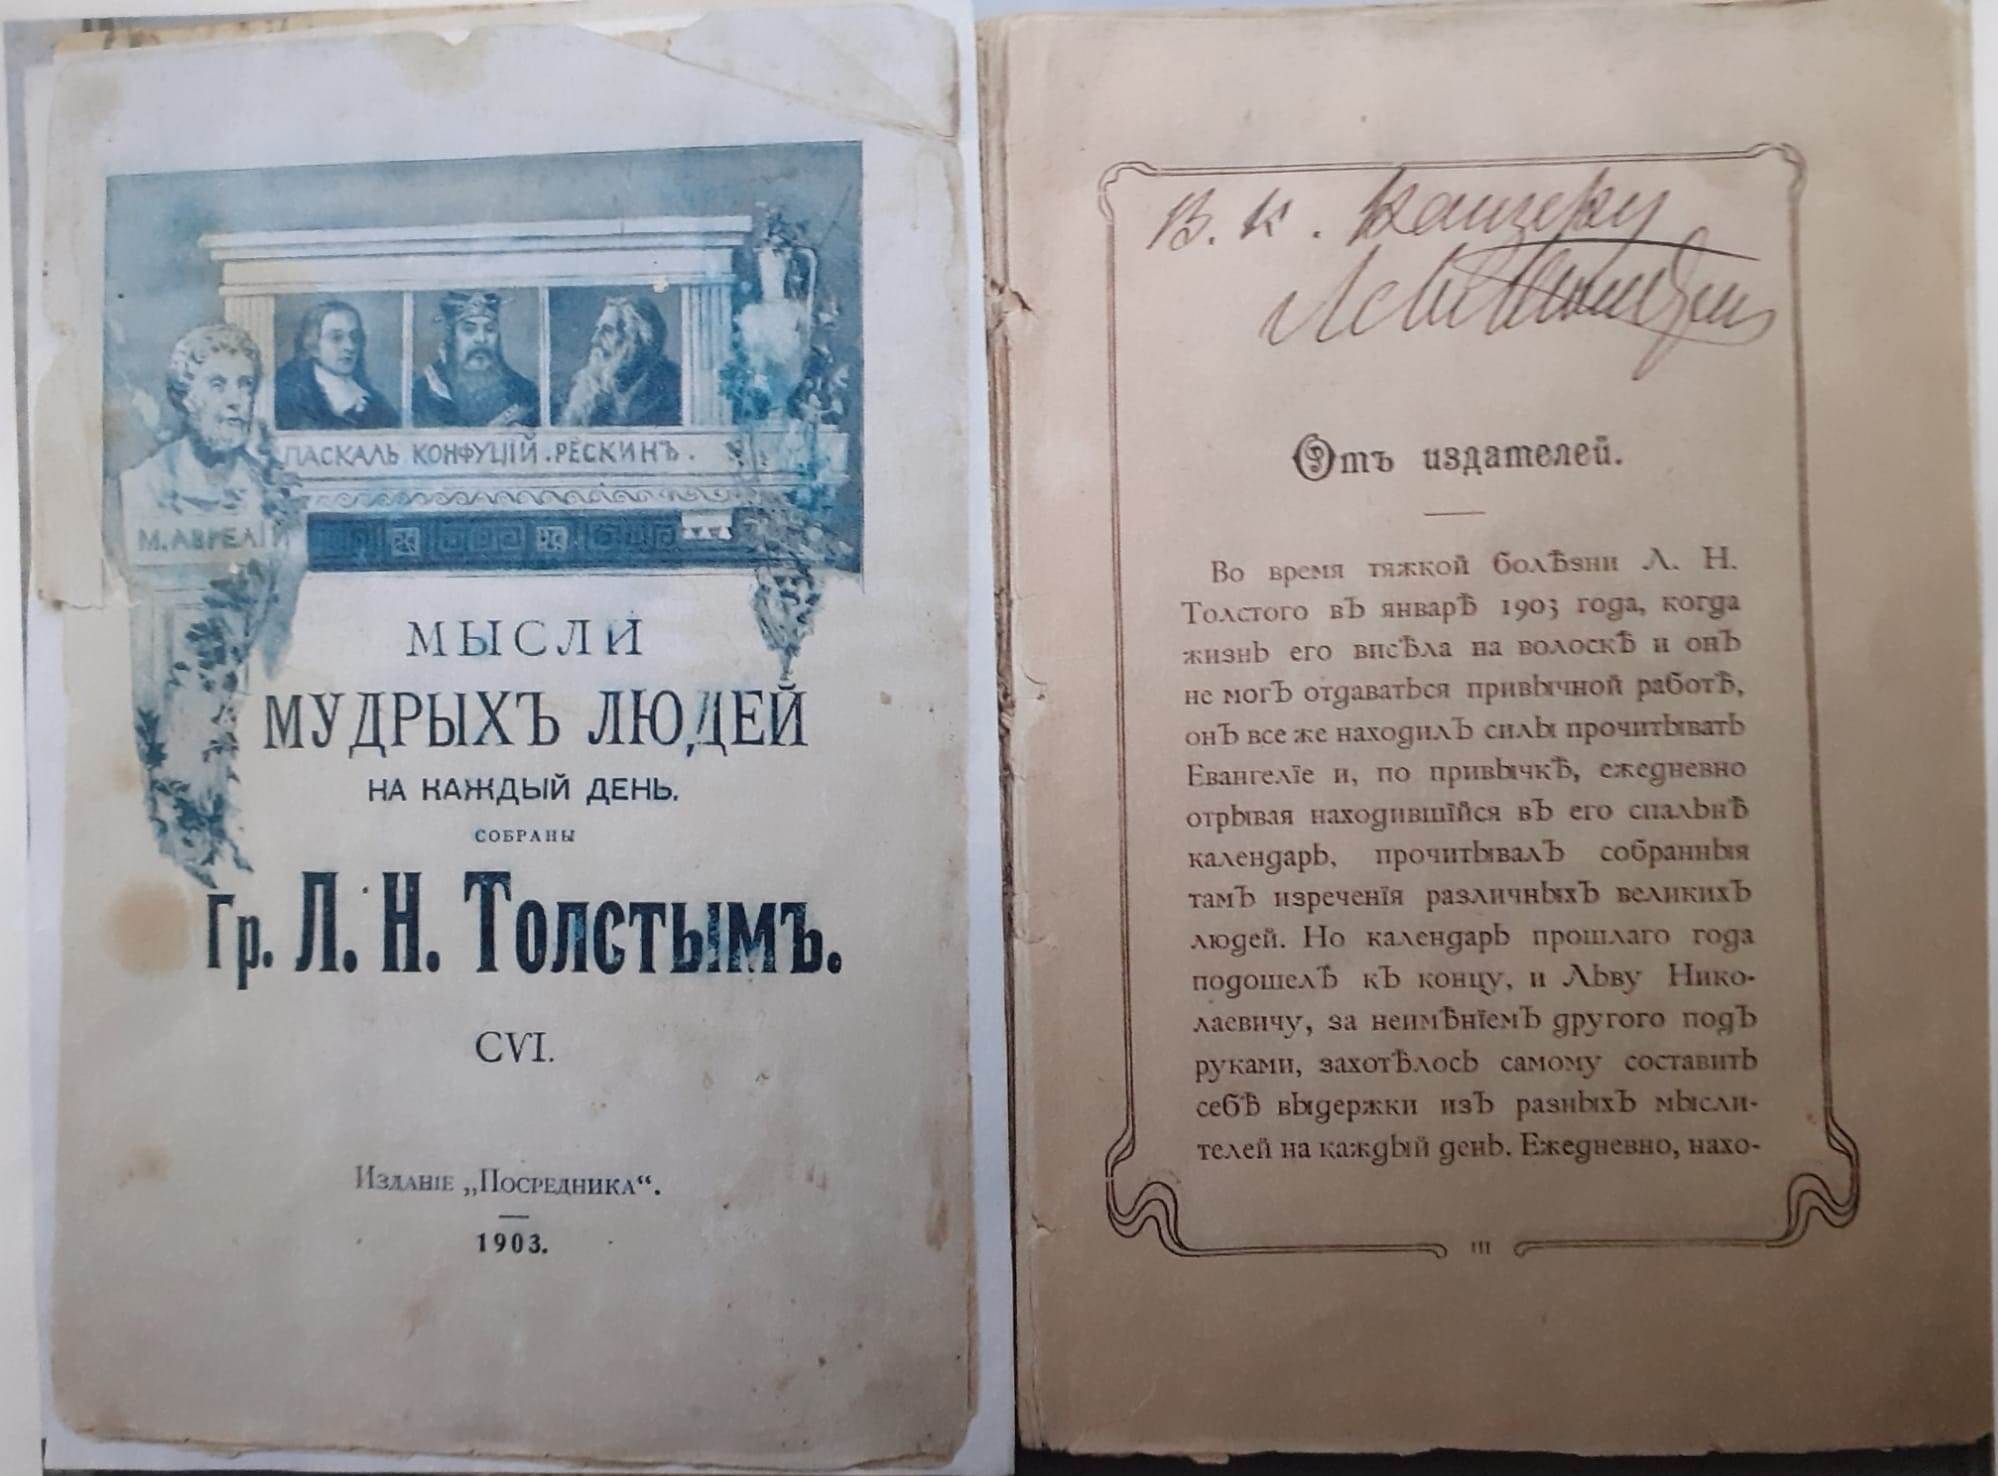 ПАСКАЛЬ КОНФУЦІЙ. РЕСКИНЪ.
М. АВРЕЛІЙ
МЫСЛИ
МУДРЫХЪ ЛЮДЕЙ
НА КАЖДЫЙ ДЕНЬ.
СОБРАНЫ
Гр. Л. Н. Толстымъ.
CVI.
Изданіе „Посредника“.
1903.
В. К.
Отъ издателей.
Во время тяжкой болѣзни Л. Н.
Толстого въ январѣ 1903 года, когда
жизнь его висѣла на волоскѣ и онъ
не могъ отдаваться привычной работѣ,
онъ все же находилъ силы прочитывать
Евангеліе и, по привычкѣ, ежедневно
отрывая находившійся въ его спальнѣ
календарь, прочитывалъ собранныя
тамъ изреченія различныхъ великихъ
людей. Но календарь прошлаго года
подошелъ къ концу, и Льву Нико-
лаевичу, за неимѣніемъ другого подъ
руками, захотѣлось самому составить
себѣ выдержки изъ разныхъ мысли-
телей на каждый день. Ежедневно, нахо-
III